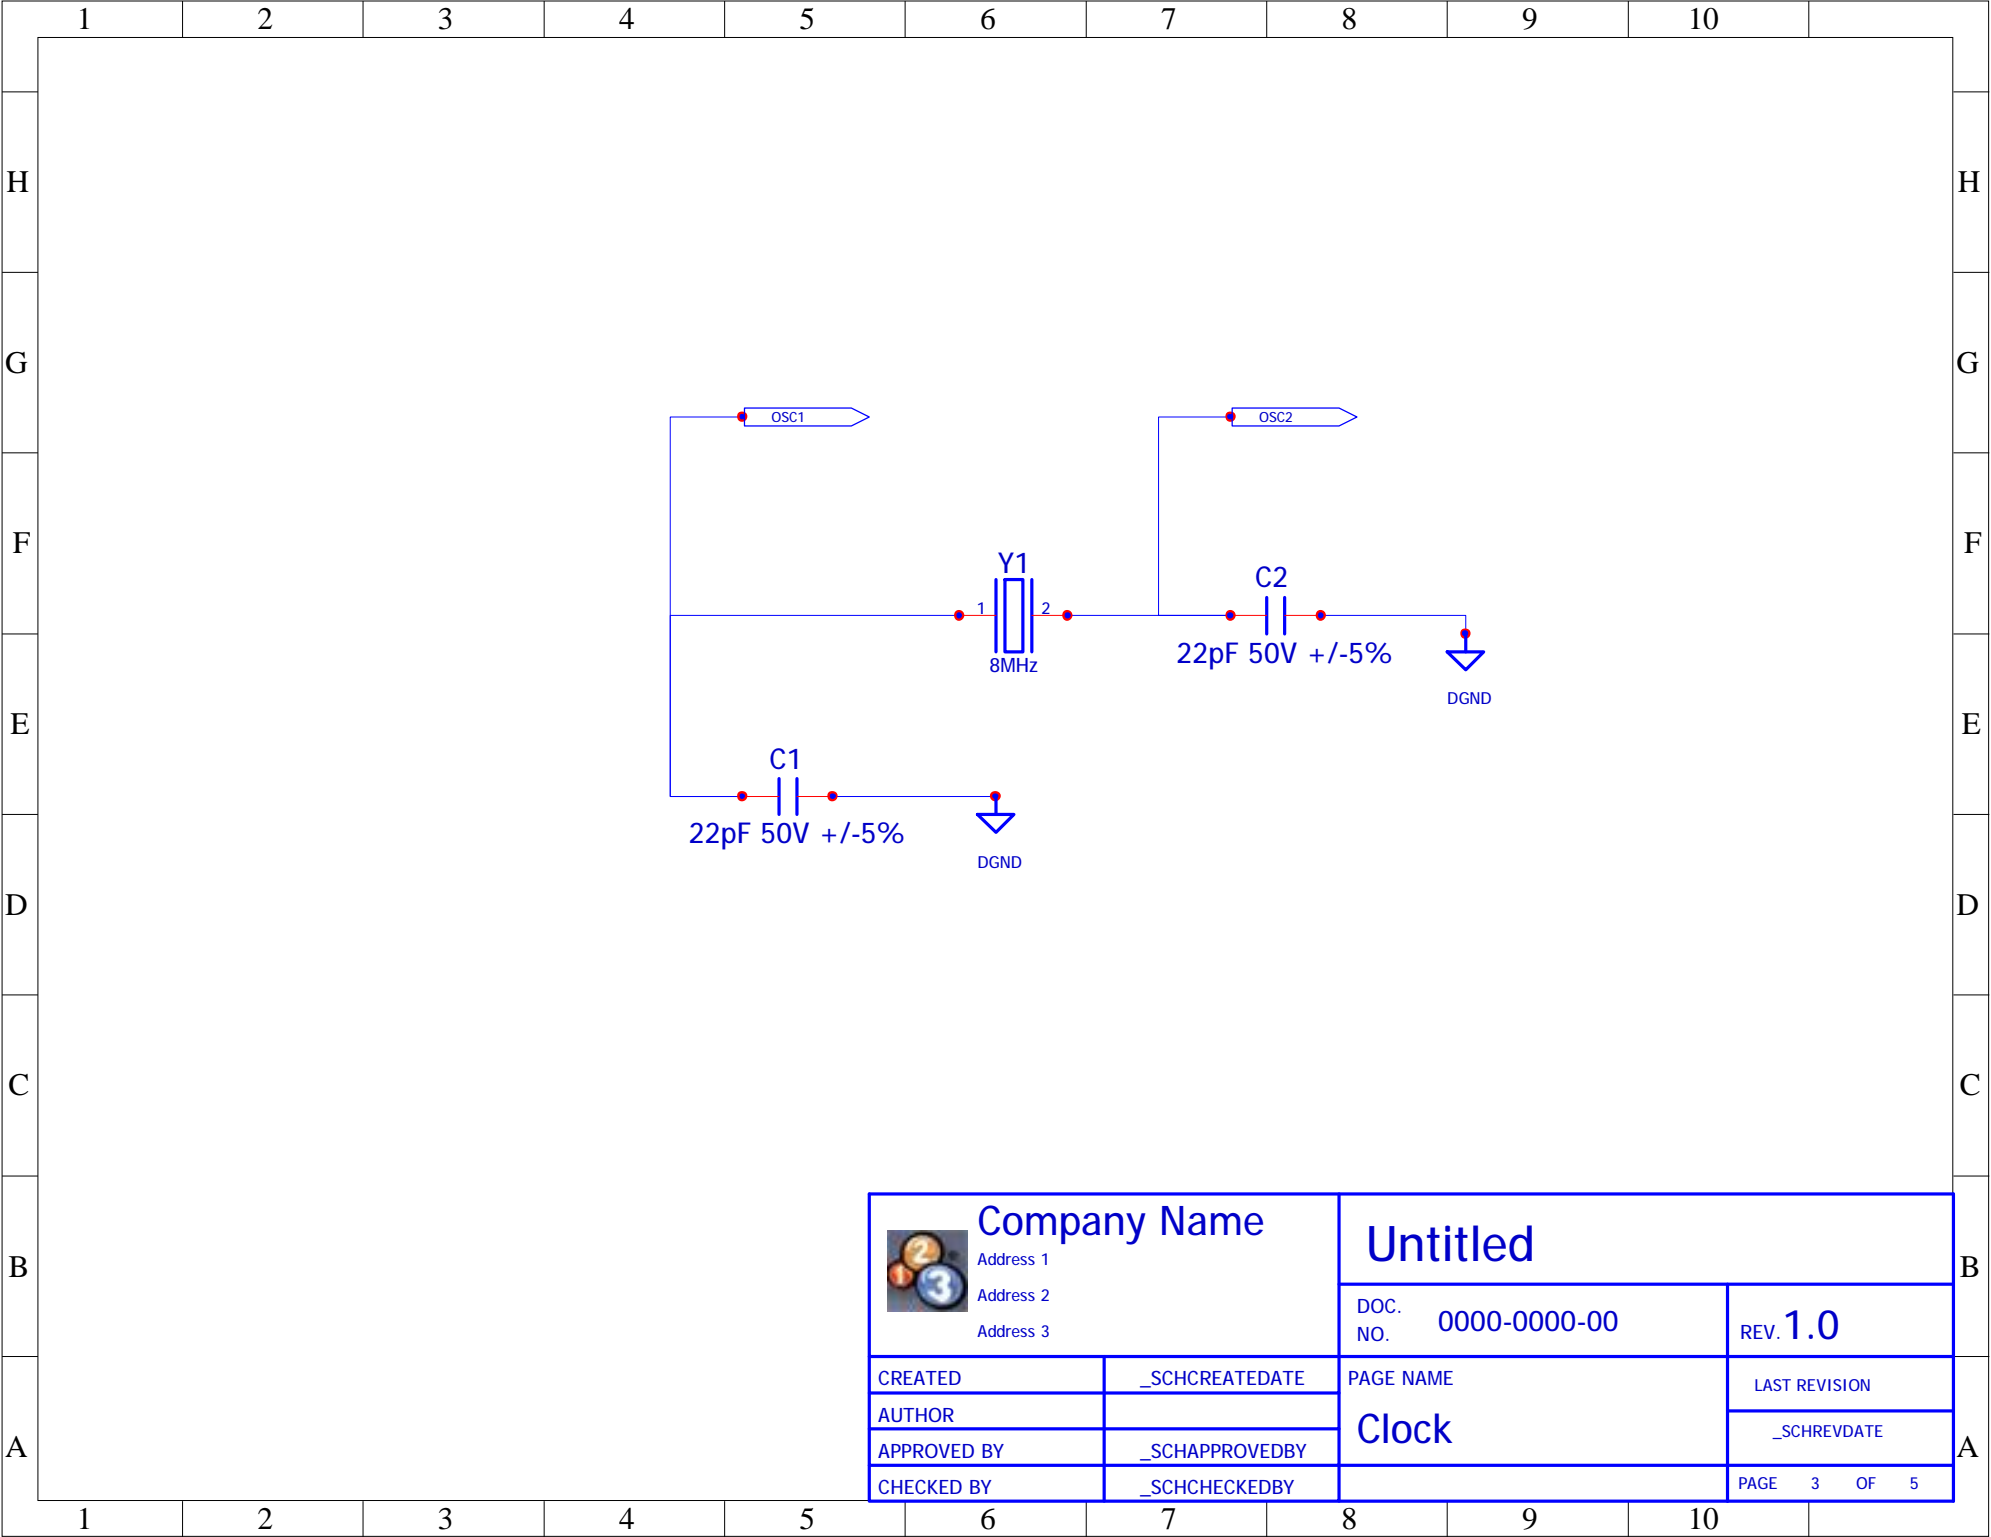 1 2 3 4 5 6 7 8 9 10
H H
G G
OSC1 OSC2
F F
Y1
C2
1 2
22pF 50V +/-5%
8MHz
DGND
E E
C1
22pF 50V +/-5%
DGND
D D
C C
B B
Company Name
Address 1
Address 2
Address 3
2
1
3
Untitled
DOC.
NO. 0000-0000-00
REV. 1.0
CREATED _SCHCREATEDATE
AUTHOR
APPROVED BY _SCHAPPROVEDBY
CHECKED BY _SCHCHECKEDBY
PAGE NAME
Clock
LAST REVISION
_SCHREVDATE
PAGE 3 OF 5
A A
1 2 3 4 5 6 7 8 9 10